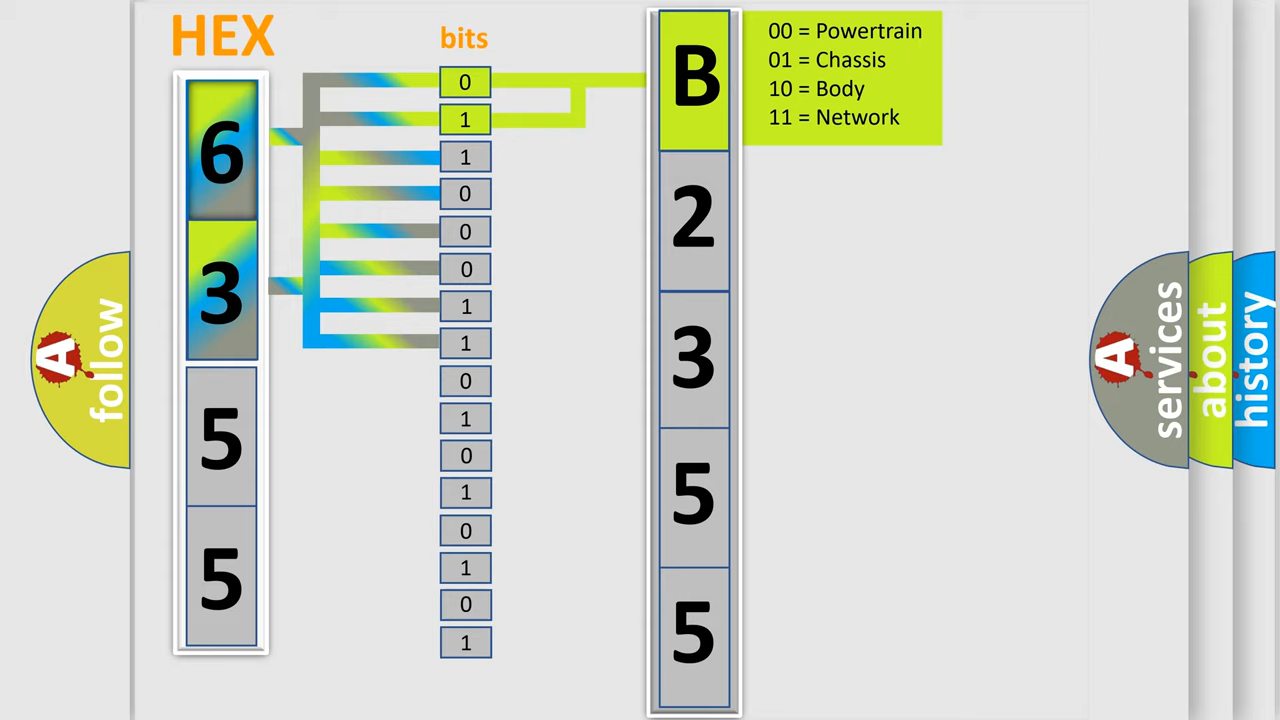 HEX
bits
6
3
5
5
0
1
1
0
0
0
1
1
0
1
0
1
0
1
0
1
B
2
3
5
5
00 = Powertrain
01 = Chassis
10 = Body
11 = Network
A
follow
A
services
about
history